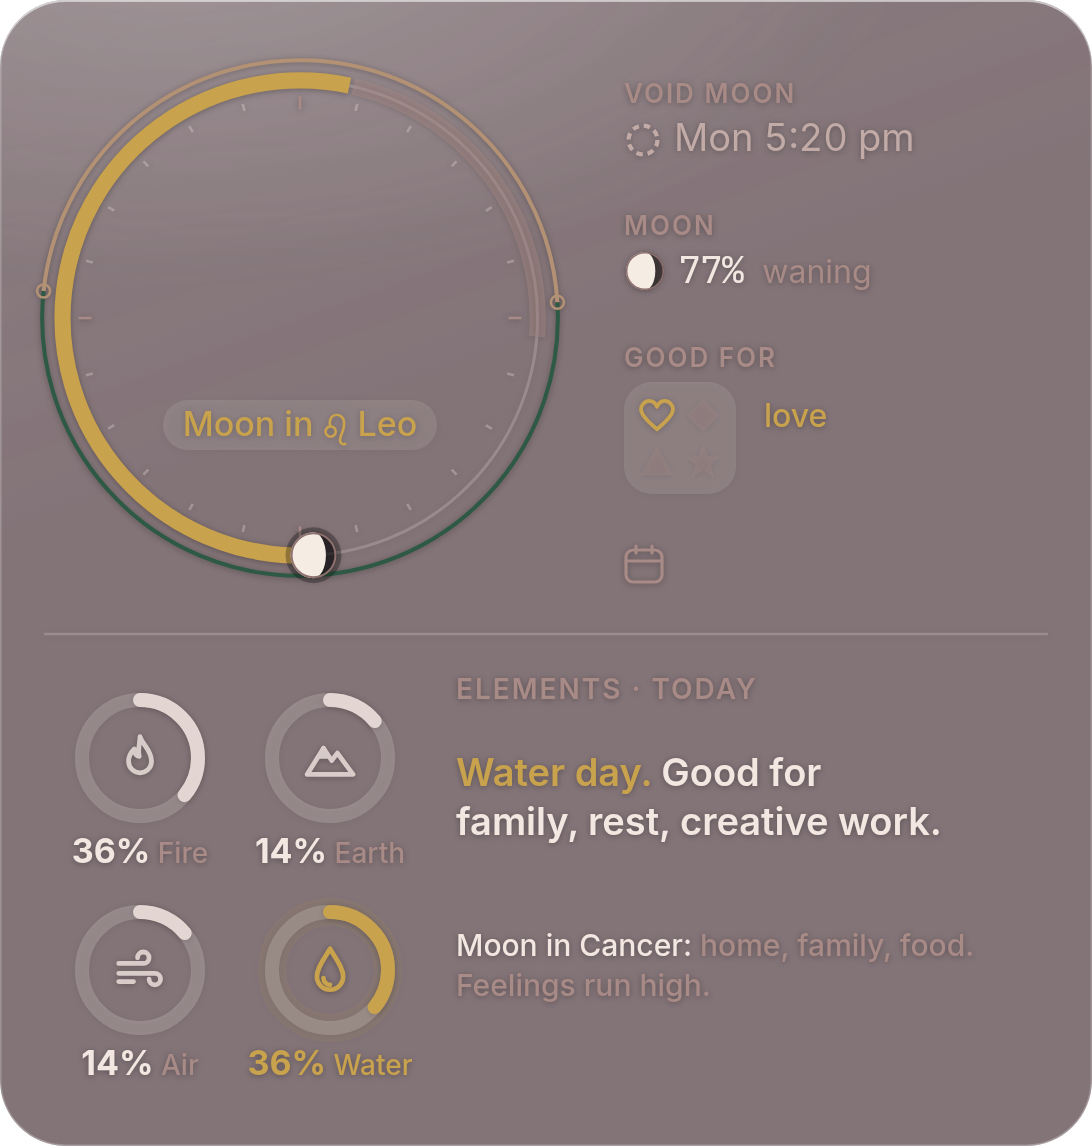 VOID MOON
Mon 5:20 pm
MOON
77% waning
GOOD FOR
love
Moon in ♌ Leo
ELEMENTS · TODAY
Water day. Good for
family, rest, creative work.
36% Fire
14% Earth
Moon in Cancer: home, family, food.
Feelings run high.
14% Air
36% Water